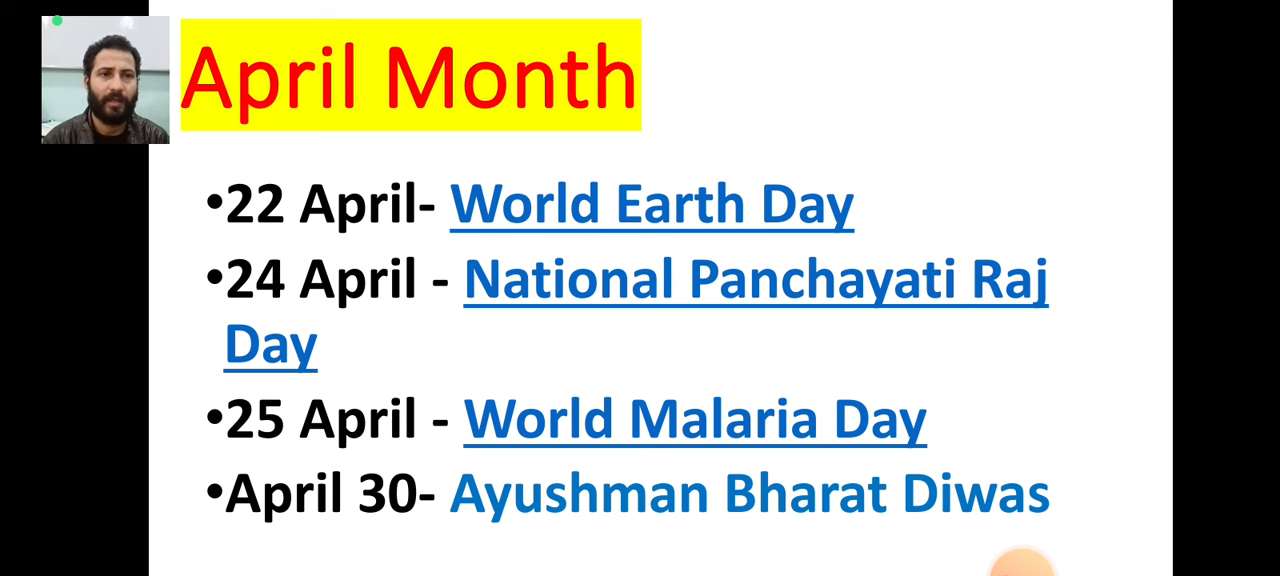 April Month
•22 April- World Earth Day
•24 April - National Panchayati Raj
Day
•25 April - World Malaria Day
•April 30- Ayushman Bharat Diwas